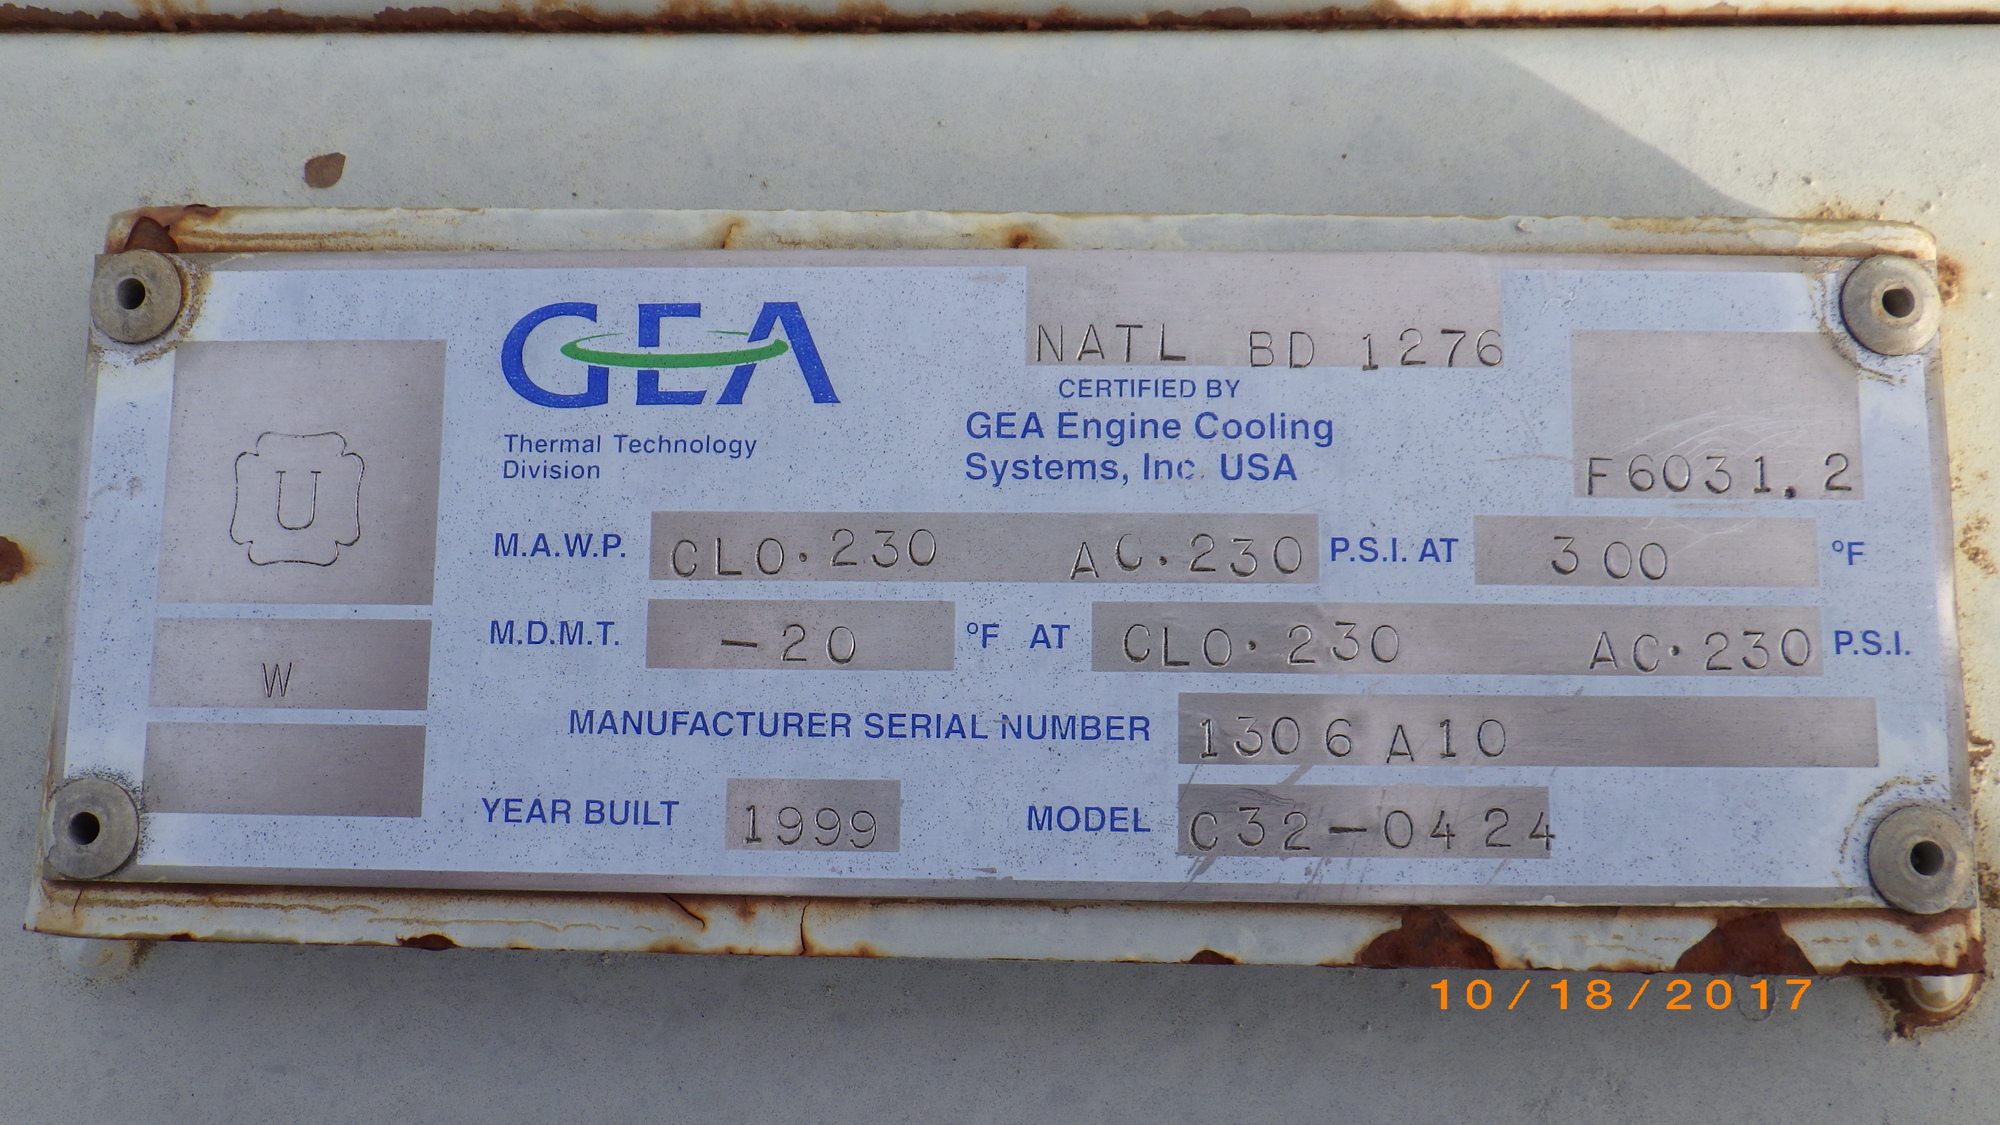 NATL BD 1276
GEA
CERTIFIED BY
GEA Engine Cooling
Systems, Inc. USA
Thermal Technology
Division
F6031.2
U
M.A.W.P. CLO·230 AC·230 P.S.I. AT 300 °F
M.D.M.T. -20 °F AT CLO·230 AC·230 P.S.I.
W
MANUFACTURER SERIAL NUMBER 1306A10
YEAR BUILT 1999 MODEL C32-0424
10/18/2017